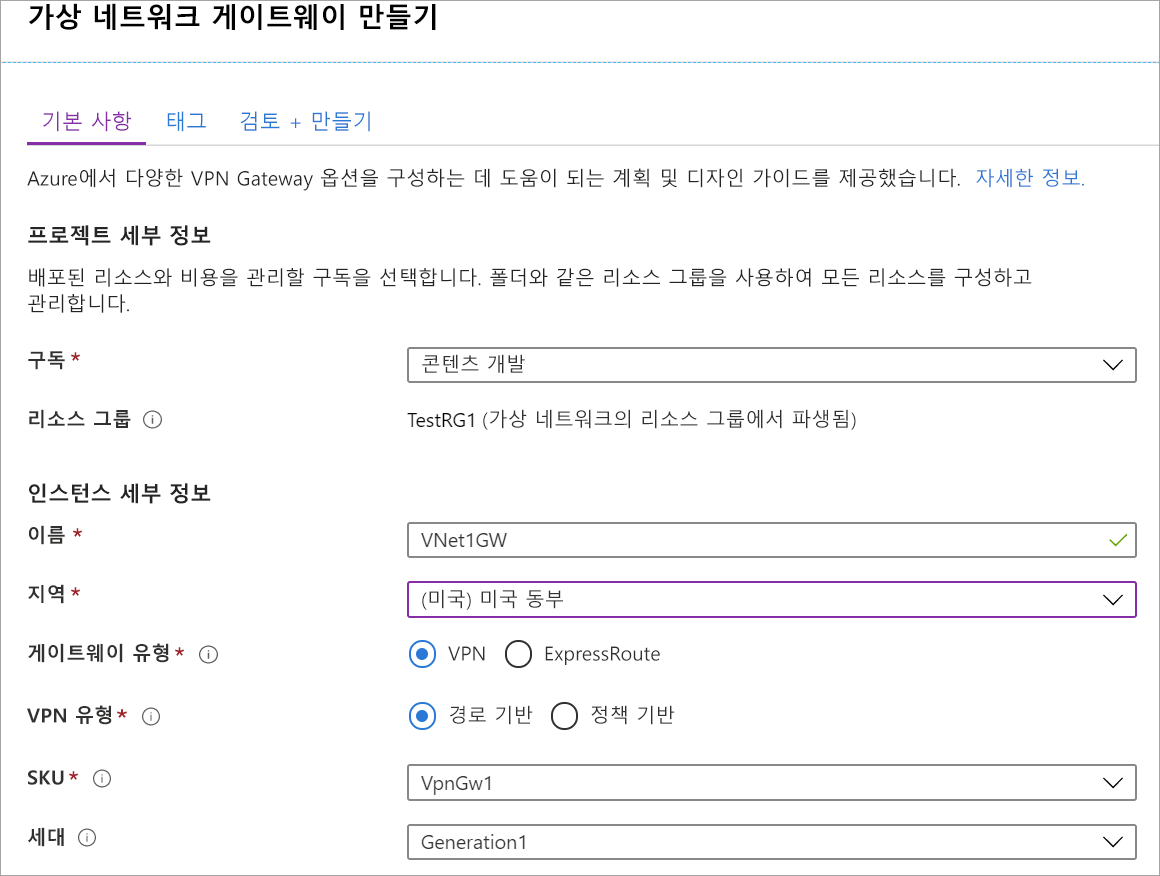 가상 네트워크 게이트웨이 만들기
기본 사항 태그 검토 + 만들기
Azure에서 다양한 VPN Gateway 옵션을 구성하는 데 도움이 되는 계획 및 디자인 가이드를 제공했습니다. 자세한 정보.
프로젝트 세부 정보
배포된 리소스와 비용을 관리할 구독을 선택합니다. 폴더와 같은 리소스 그룹을 사용하여 모든 리소스를 구성하고
관리합니다.
구독 * 콘텐츠 개발
리소스 그룹 TestRG1 (가상 네트워크의 리소스 그룹에서 파생됨)
인스턴스 세부 정보
이름 * VNet1GW
지역 * (미국) 미국 동부
게이트웨이 유형 * VPN ExpressRoute
VPN 유형 * 경로 기반 정책 기반
SKU * VpnGw1
세대 Generation1